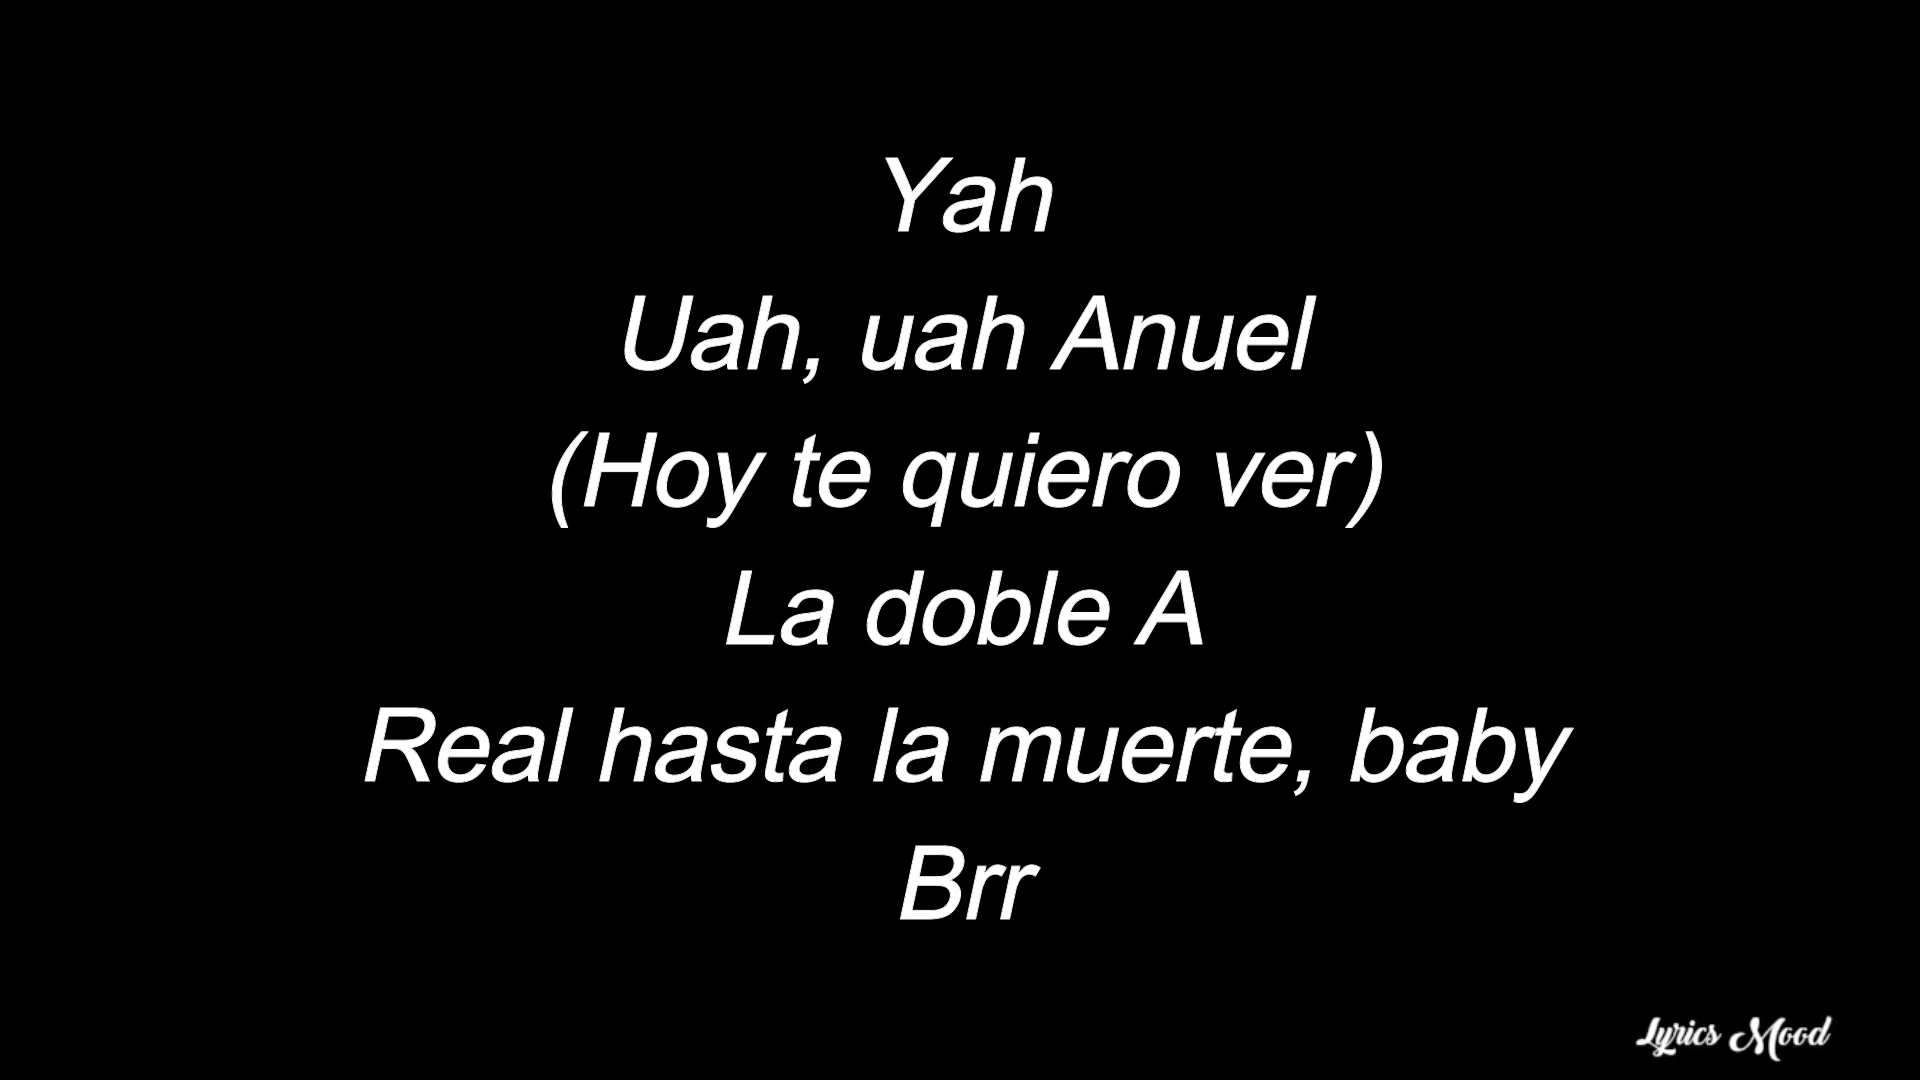 Yah
Uah, uah Anuel
(Hoy te quiero ver)
La doble A
Real hasta la muerte, baby
Brr
Lyrics Mood